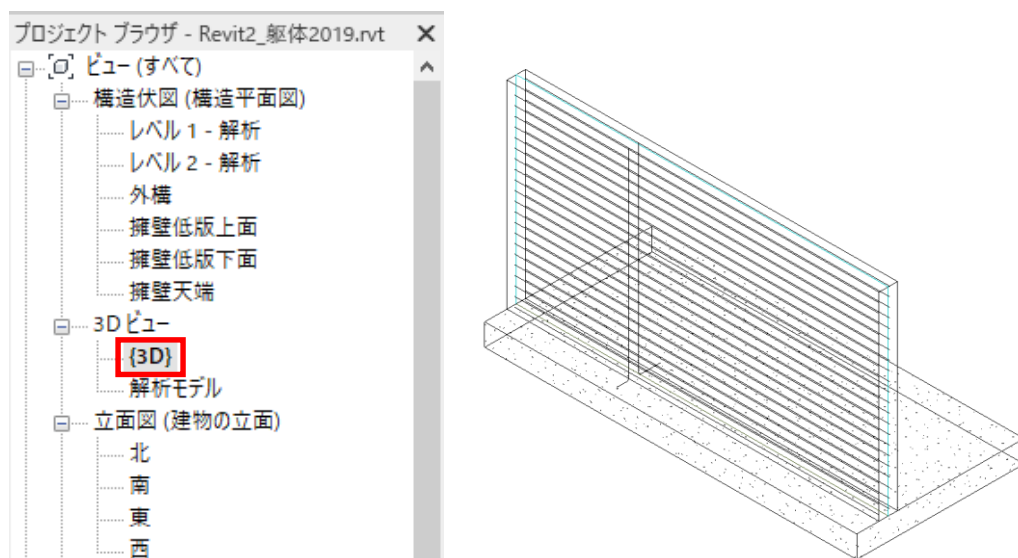 プロジェクト ブラウザ - Revit2_躯体2019.rvt
ビュー (すべて)
構造伏図 (構造平面図)
レベル 1 - 解析
レベル 2 - 解析
外構
擁壁低版上面
擁壁低版下面
擁壁天端
3D ビュー
{3D}
解析モデル
立面図 (建物の立面)
北
南
東
西